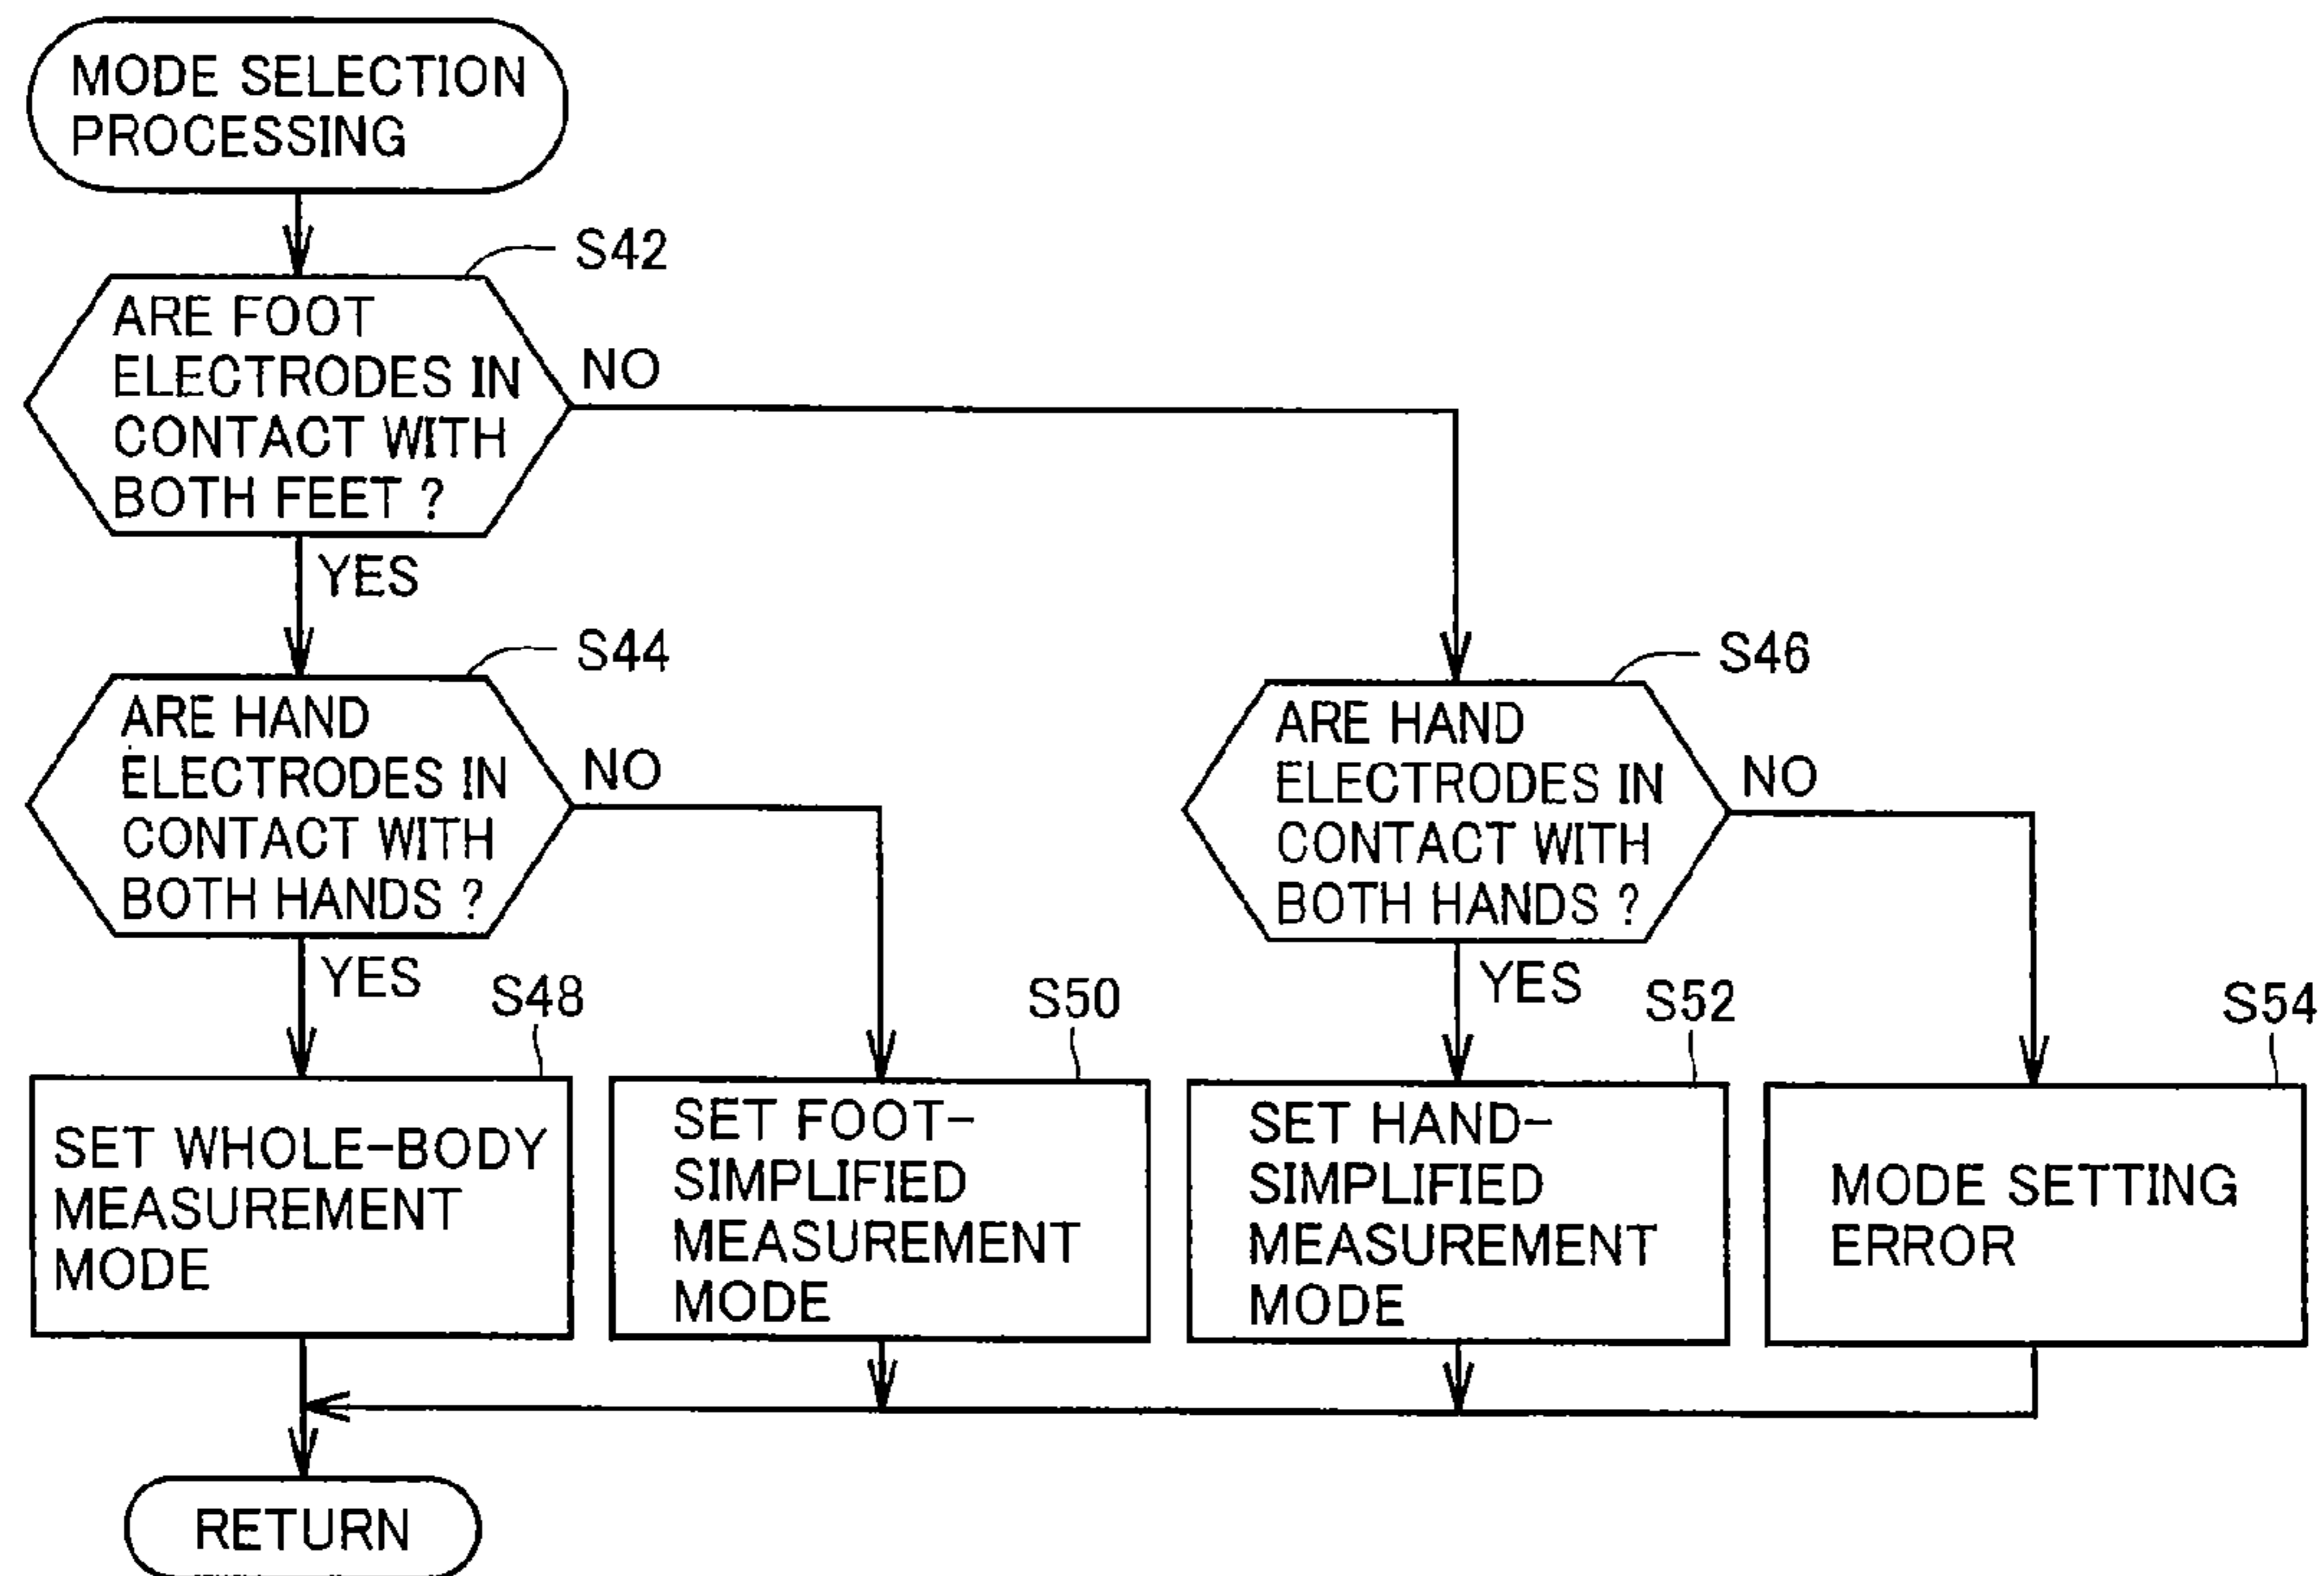 MODE SELECTION
PROCESSING
S42
ARE FOOT
ELECTRODES IN
CONTACT WITH
BOTH FEET ?
NO
YES
S44
ARE HAND
ELECTRODES IN
CONTACT WITH
BOTH HANDS ?
NO
YES
S46
ARE HAND
ELECTRODES IN
CONTACT WITH
BOTH HANDS ?
NO
YES
S48
SET WHOLE-BODY
MEASUREMENT
MODE
S50
SET FOOT-
SIMPLIFIED
MEASUREMENT
MODE
S52
SET HAND-
SIMPLIFIED
MEASUREMENT
MODE
S54
MODE SETTING
ERROR
RETURN